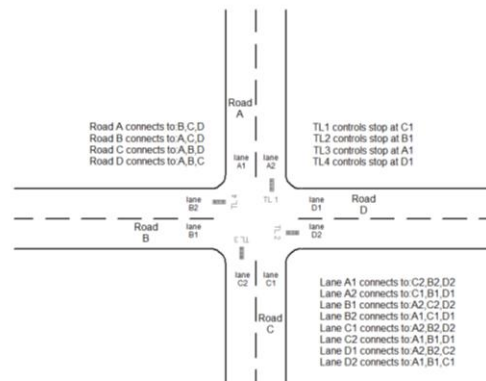 Road
A
Road A connects to:B,C,D
Road B connects to:A,C,D
Road C connects to:A,B,D
Road D connects to:A,B,C
TL1 controls stop at C1
TL2 controls stop at B1
TL3 controls stop at A1
TL4 controls stop at D1
lane
A1
lane
A2
lane
B2
TL 4
TL 1
lane
D1
Road
D
Road
B
lane
B1
TL3
TL 2
lane
D2
lane
C2
lane
C1
Road
C
Lane A1 connects to:C2,B2,D2
Lane A2 connects to:C1,B1,D1
Lane B1 connects to:A2,C2,D2
Lane B2 connects to:A1,C1,D1
Lane C1 connects to:A2,B2,D2
Lane C2 connects to:A1,B1,D1
Lane D1 connects to:A2,B2,C2
Lane D2 connects to:A1,B1,C1